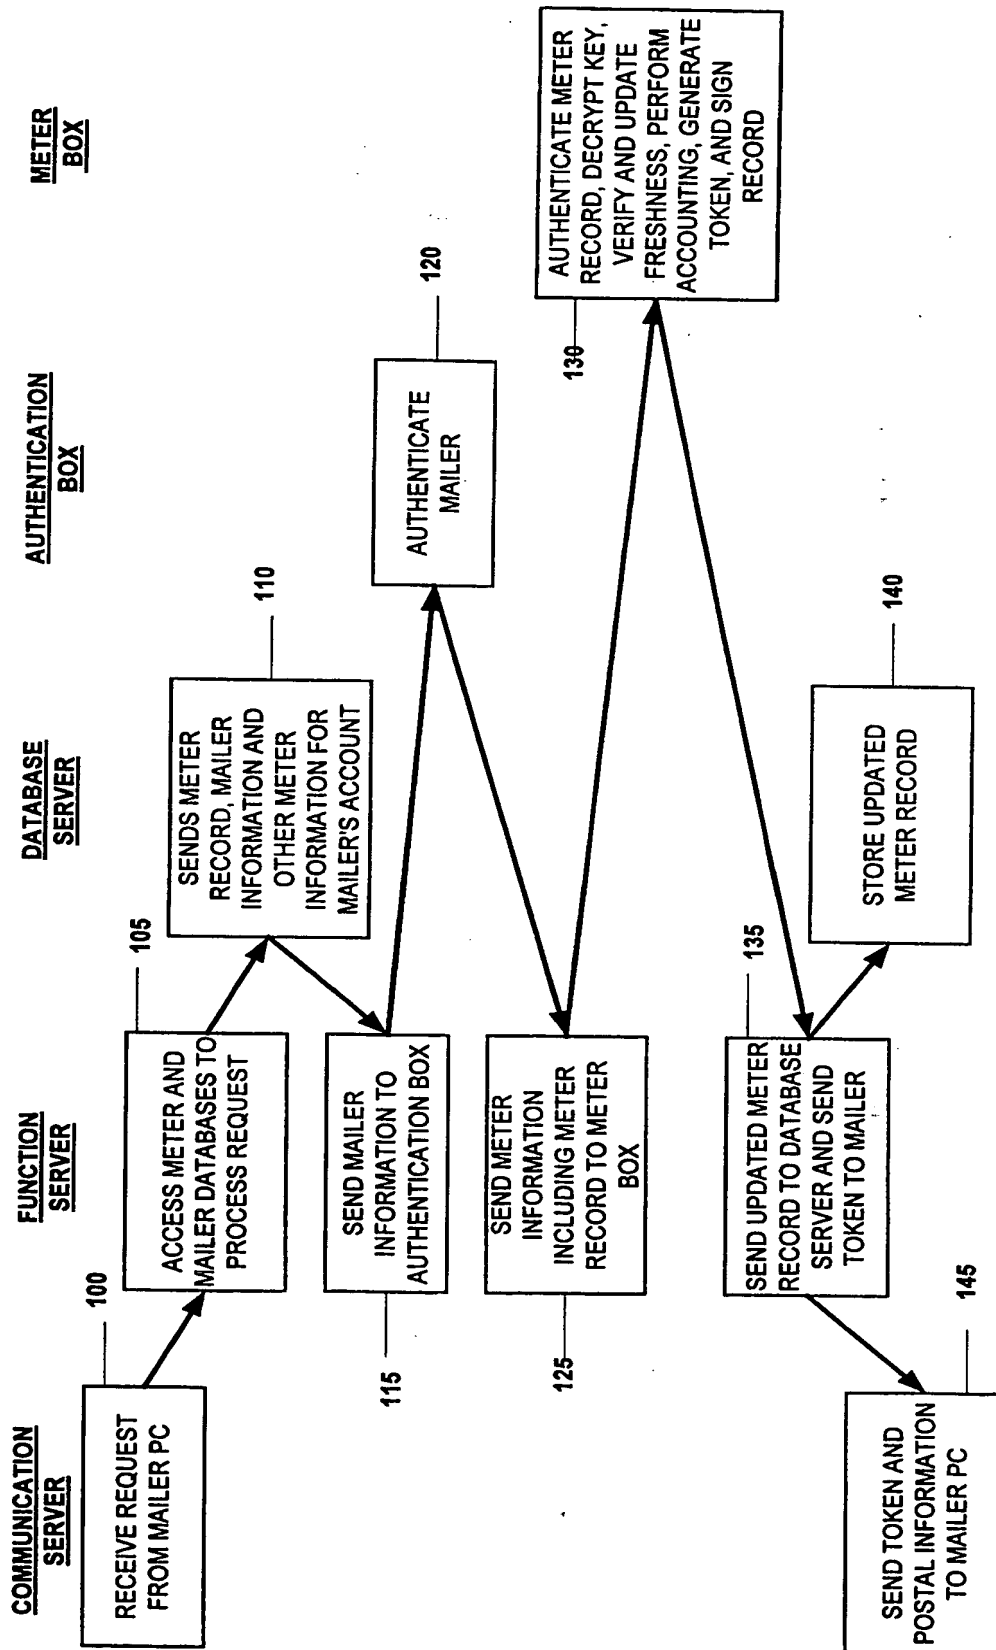 COMMUNICATION
SERVER
FUNCTION
SERVER
DATABASE
SERVER
AUTHENTICATION
BOX
METER
BOX
100
RECEIVE REQUEST
FROM MAILER PC
105
ACCESS METER AND
MAILER DATABASES TO
PROCESS REQUEST
110
SENDS METER
RECORD, MAILER
INFORMATION AND
OTHER METER
INFORMATION FOR
MAILER'S ACCOUNT
115
SEND MAILER
INFORMATION TO
AUTHENTICATION BOX
120
AUTHENTICATE
MAILER
125
SEND METER
INFORMATION
INCLUDING METER
RECORD TO METER
BOX
130
AUTHENTICATE METER
RECORD, DECRYPT KEY,
VERIFY AND UPDATE
FRESHNESS, PERFORM
ACCOUNTING, GENERATE
TOKEN, AND SIGN
RECORD
135
SEND UPDATED METER
RECORD TO DATABASE
SERVER AND SEND
TOKEN TO MAILER
140
STORE UPDATED
METER RECORD
145
SEND TOKEN AND
POSTAL INFORMATION
TO MAILER PC